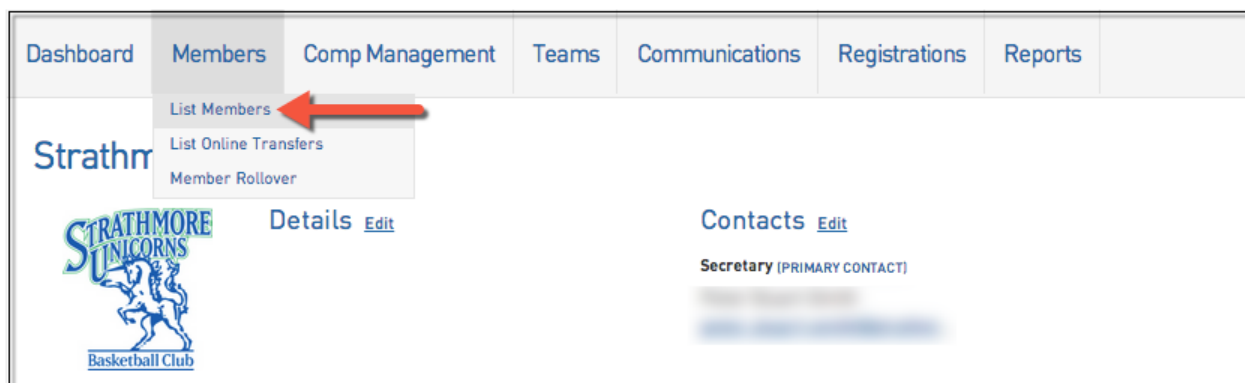 Dashboard Members Comp Management Teams Communications Registrations Reports
List Members
List Online Transfers
Member Rollover
Strathm
STRATHMORE
UNICORNS
Basketball Club
Details Edit
Contacts Edit
Secretary (PRIMARY CONTACT)